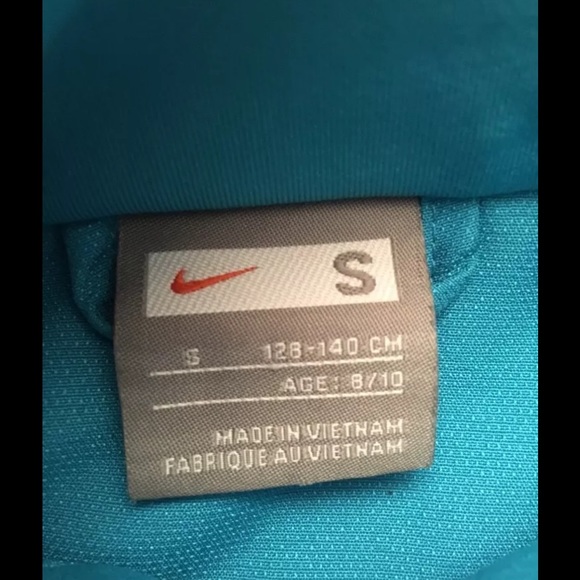 S
S 128-140 CM
AGE: 8/10
MADE IN VIETNAM
FABRIQUE AU VIETNAM